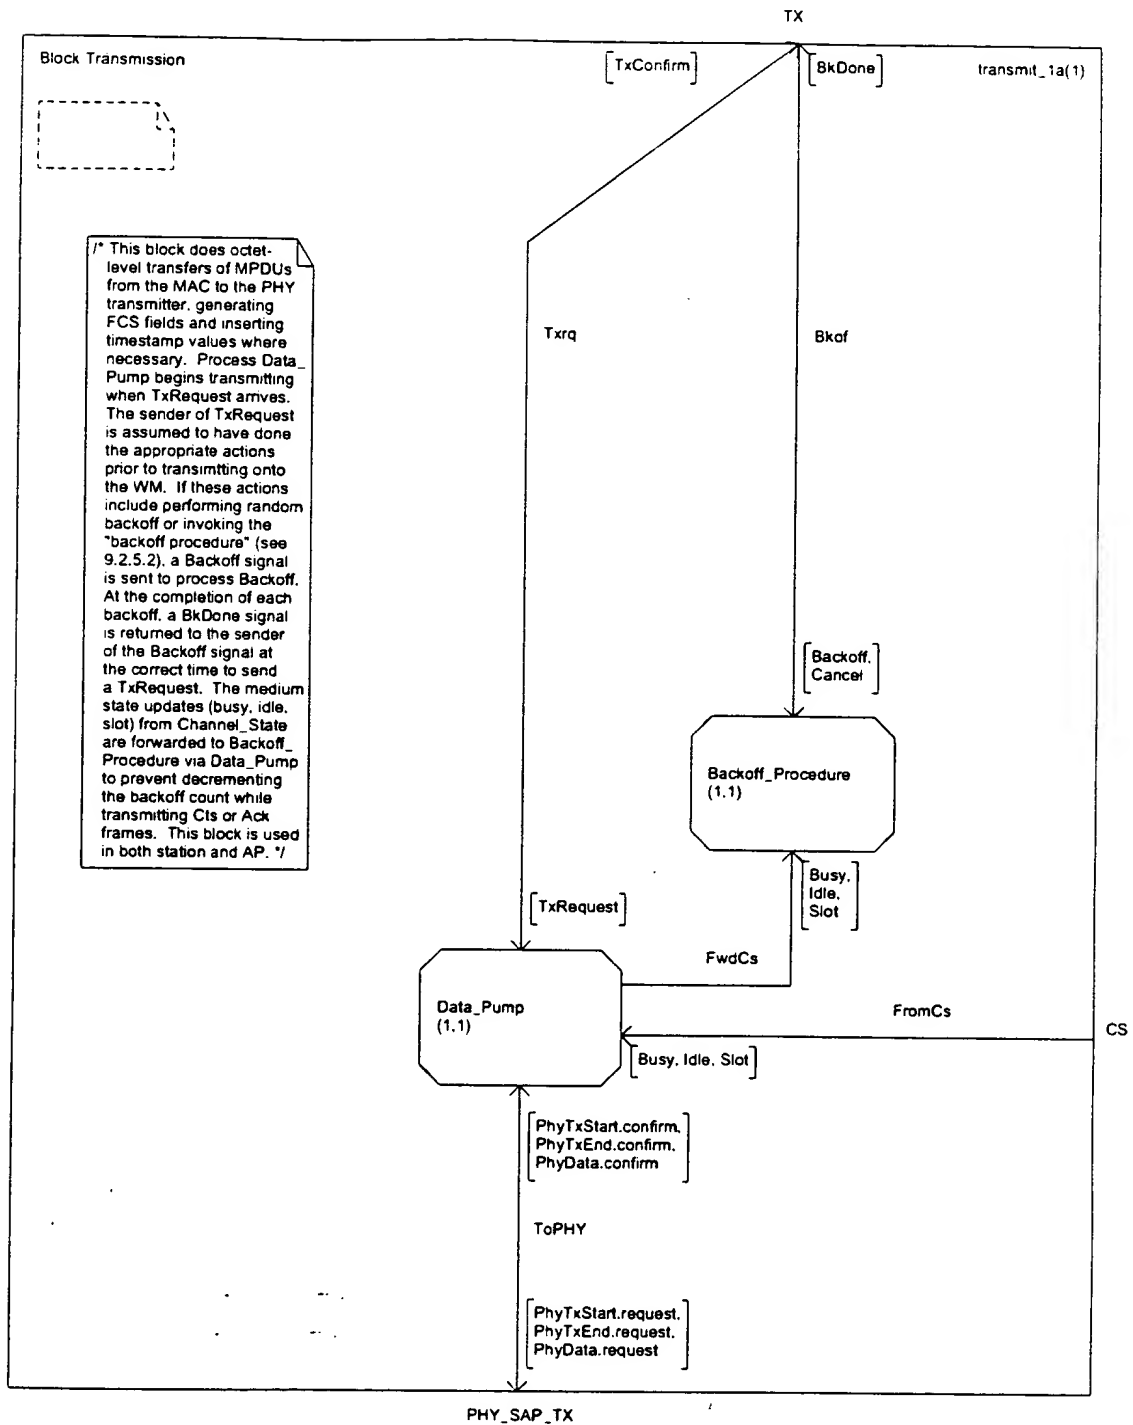 TX
Block Transmission
[TxConfirm]
[BkDone]
transmit_1a(1)
/* This block does octet-
level transfers of MPDUs
from the MAC to the PHY
transmitter, generating
FCS fields and inserting
timestamp values where
necessary. Process Data_
Pump begins transmitting
when TxRequest arrives.
The sender of TxRequest
is assumed to have done
the appropriate actions
prior to transimtting onto
the WM. If these actions
include performing random
backoff or invoking the
"backoff procedure" (see
9.2.5.2), a Backoff signal
is sent to process Backoff.
At the completion of each
backoff, a BkDone signal
is returned to the sender
of the Backoff signal at
the correct time to send
a TxRequest. The medium
state updates (busy, idle,
slot) from Channel_State
are forwarded to Backoff_
Procedure via Data_Pump
to prevent decrementing
the backoff count while
transmitting Cts or Ack
frames. This block is used
in both station and AP. */
Txrq
Bkof
[Backoff,
Cancel]
Backoff_Procedure
(1,1)
[Busy,
Idle,
Slot]
[TxRequest]
FwdCs
Data_Pump
(1,1)
FromCs
CS
[Busy, Idle, Slot]
[PhyTxStart.confirm,
PhyTxEnd.confirm,
PhyData.confirm]
ToPHY
[PhyTxStart.request,
PhyTxEnd.request,
PhyData.request]
PHY_SAP_TX